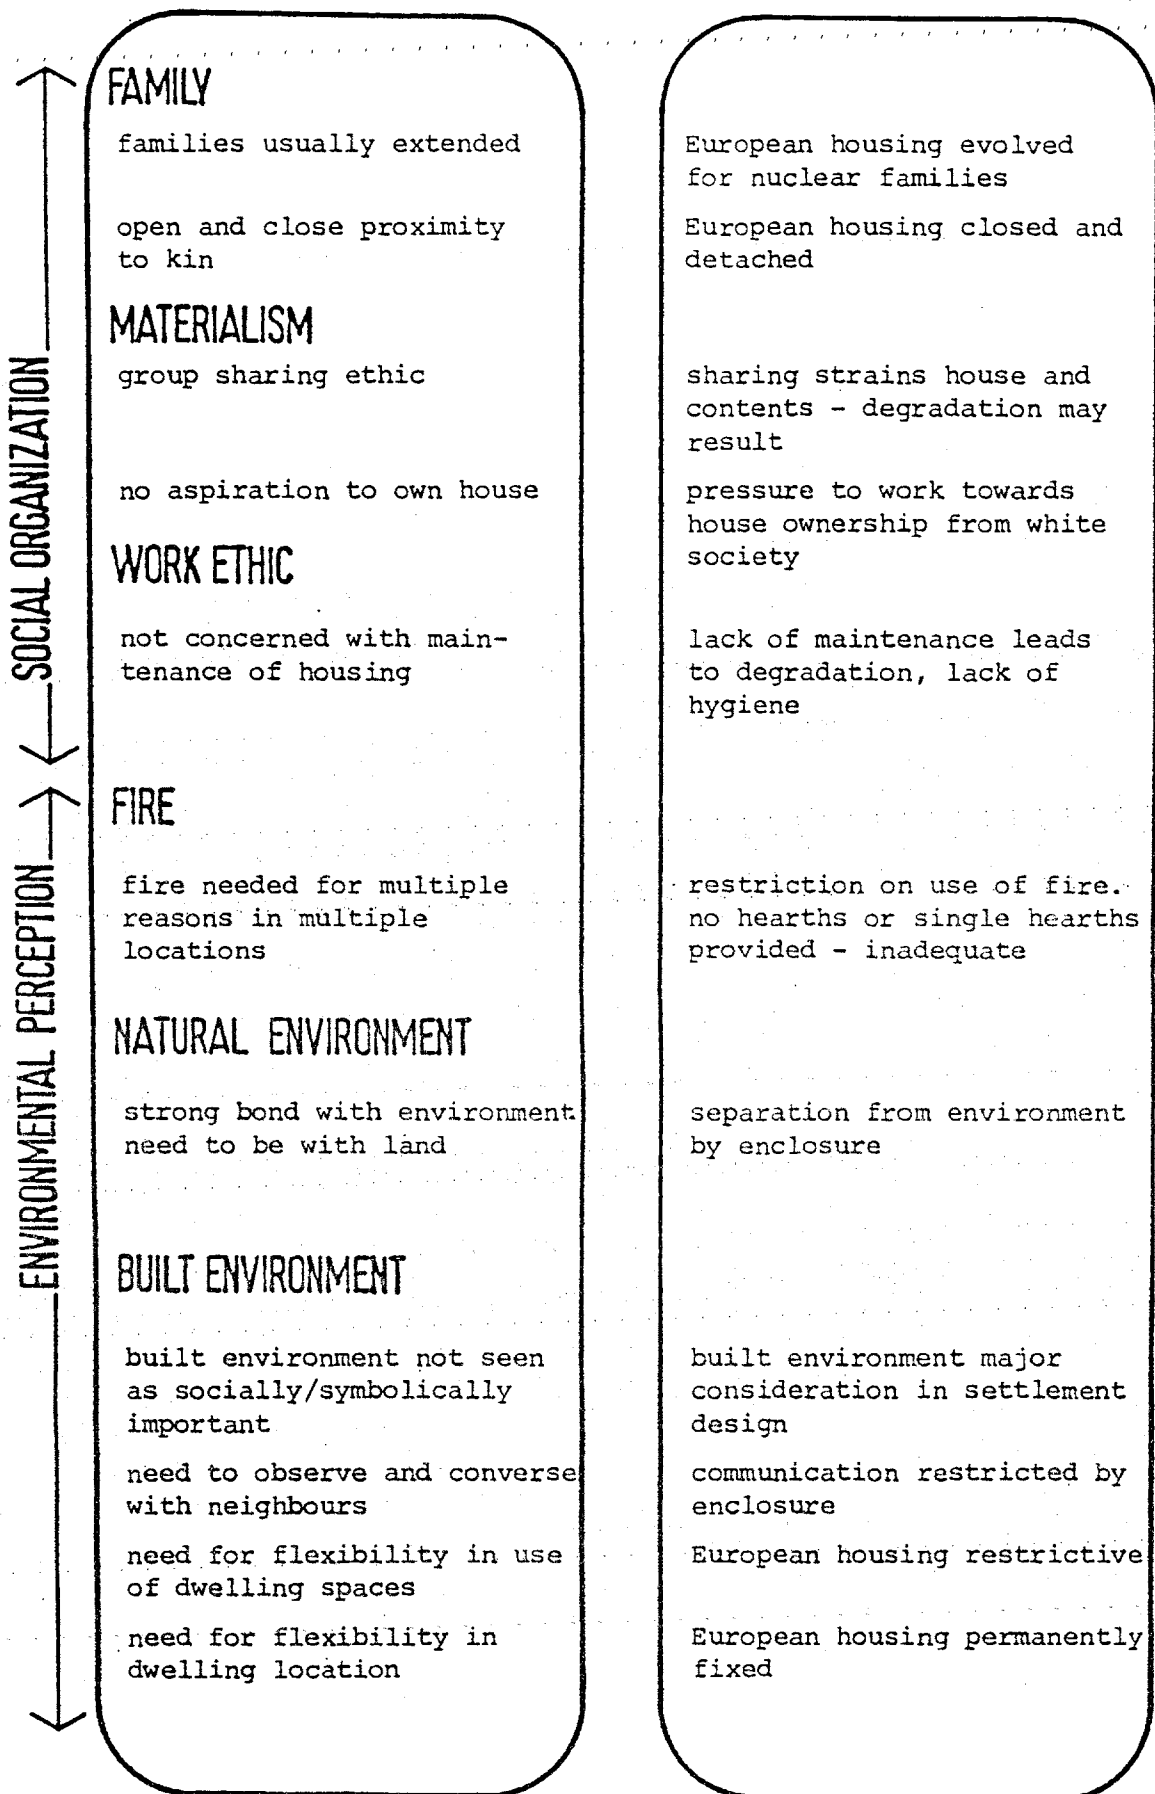 SOCIAL ORGANIZATION
FAMILY
families usually extended
European housing evolved
for nuclear families
open and close proximity
to kin
European housing closed and
detached
MATERIALISM
group sharing ethic
sharing strains house and
contents - degradation may
result
no aspiration to own house
pressure to work towards
house ownership from white
society
WORK ETHIC
not concerned with main-
tenance of housing
lack of maintenance leads
to degradation, lack of
hygiene
ENVIRONMENTAL PERCEPTION
FIRE
fire needed for multiple
reasons in multiple
locations
restriction on use of fire.
no hearths or single hearths
provided - inadequate
NATURAL ENVIRONMENT
strong bond with environment
need to be with land
separation from environment
by enclosure
BUILT ENVIRONMENT
built environment not seen
as socially/symbolically
important
built environment major
consideration in settlement
design
need to observe and converse
with neighbours
communication restricted by
enclosure
need for flexibility in use
of dwelling spaces
European housing restrictive
need for flexibility in
dwelling location
European housing permanently
fixed